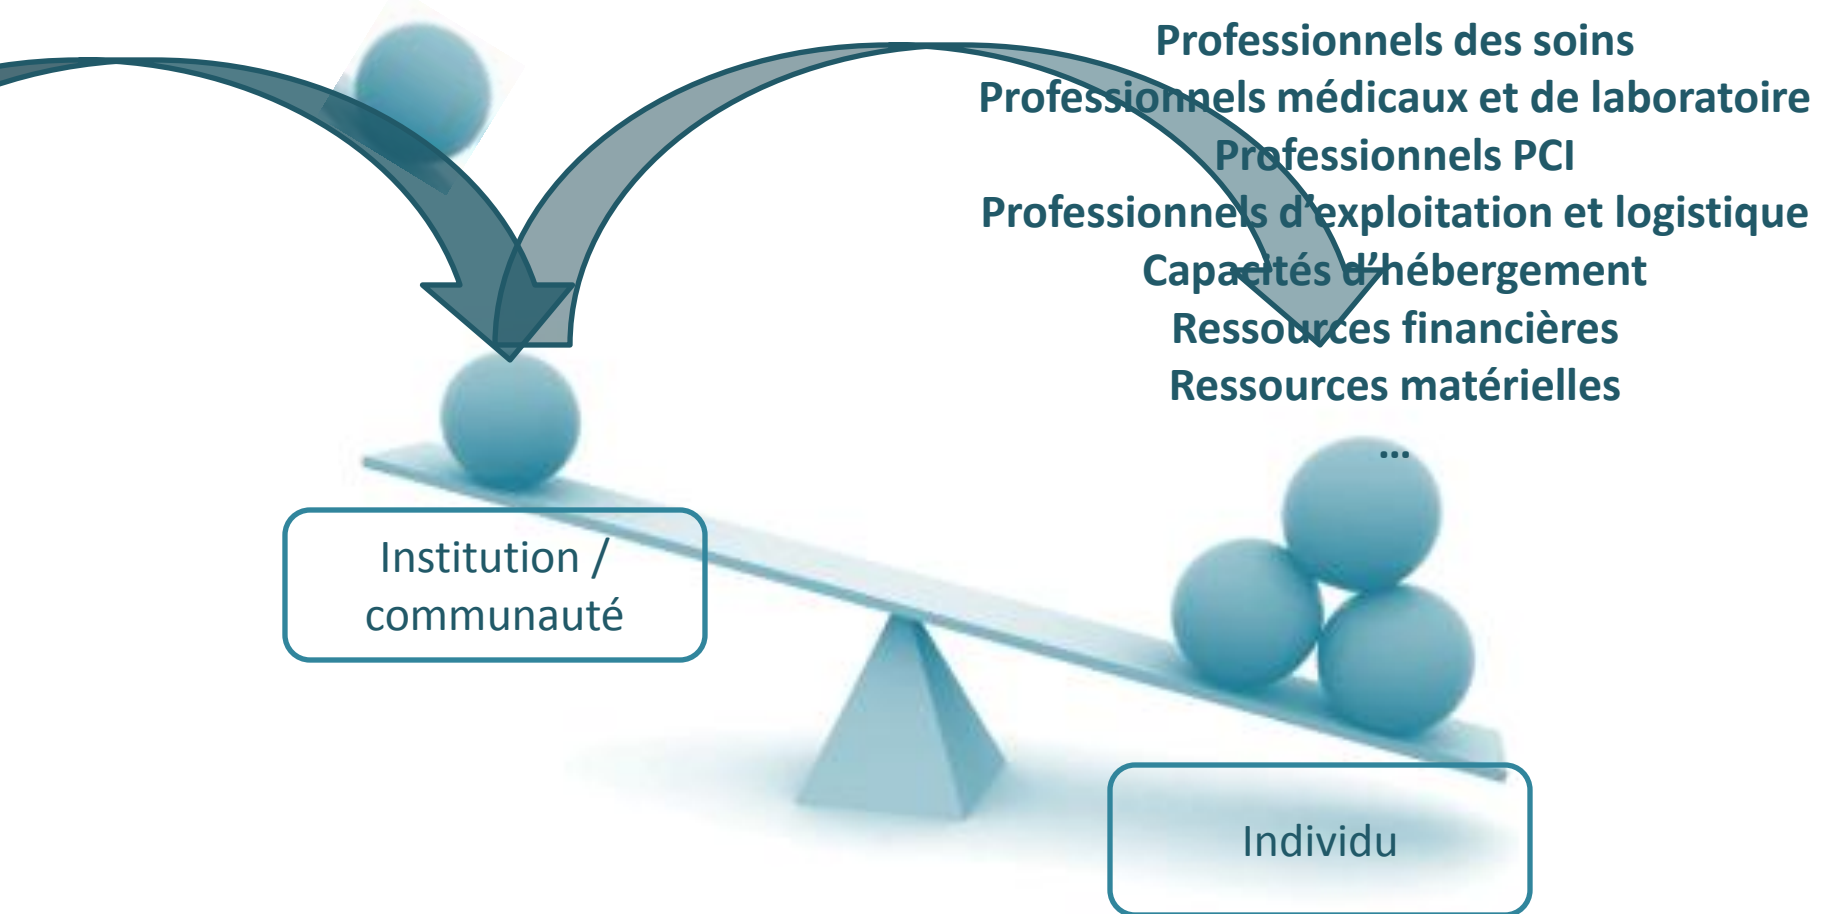 Professionnels des soins
Professionnels médicaux et de laboratoire
Professionnels PCI
Professionnels d’exploitation et logistique
Capacités d’hébergement
Ressources financières
Ressources matérielles
...
Institution /
communauté
Individu